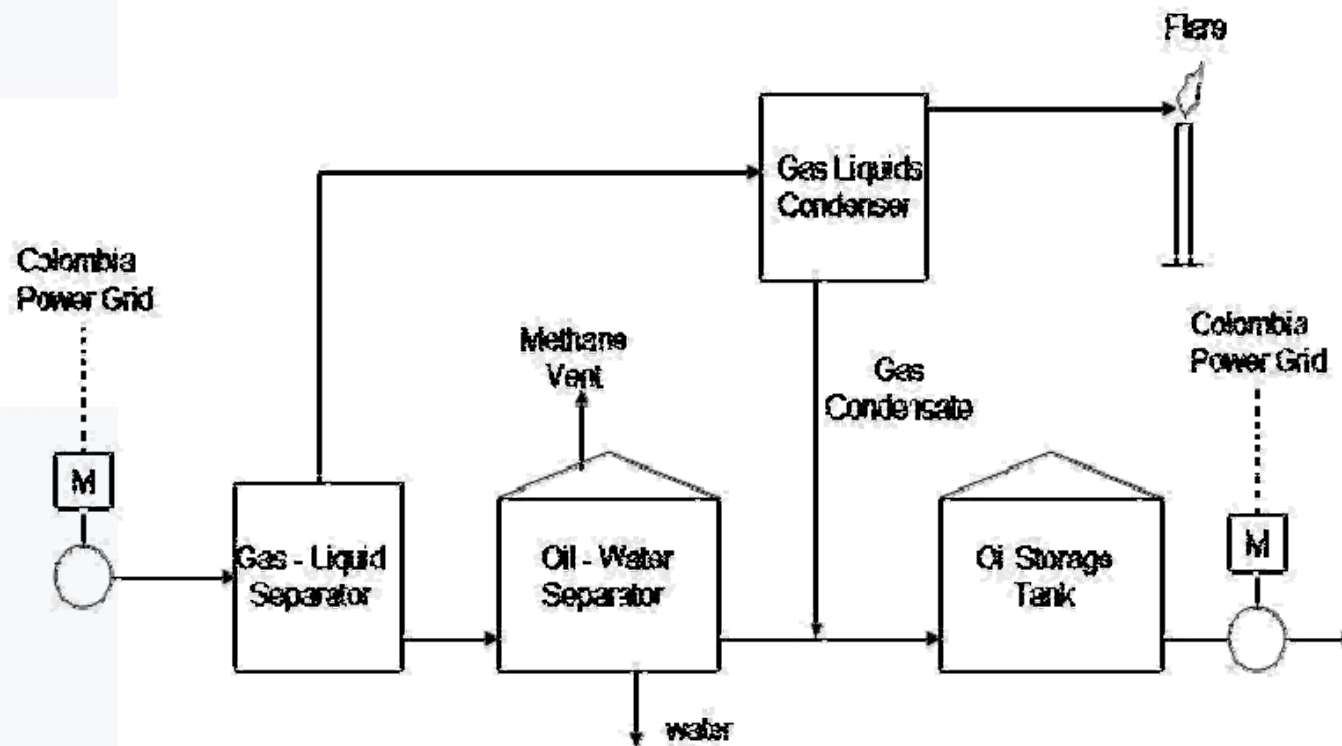 Flare
Gas Liquids
Condenser
Colombia
Power Grid
Methane
Vent
Gas
Condensate
Colombia
Power Grid
M
Gas - Liquid
Separator
Oil - Water
Separator
Oi Storage
Tank
M
water